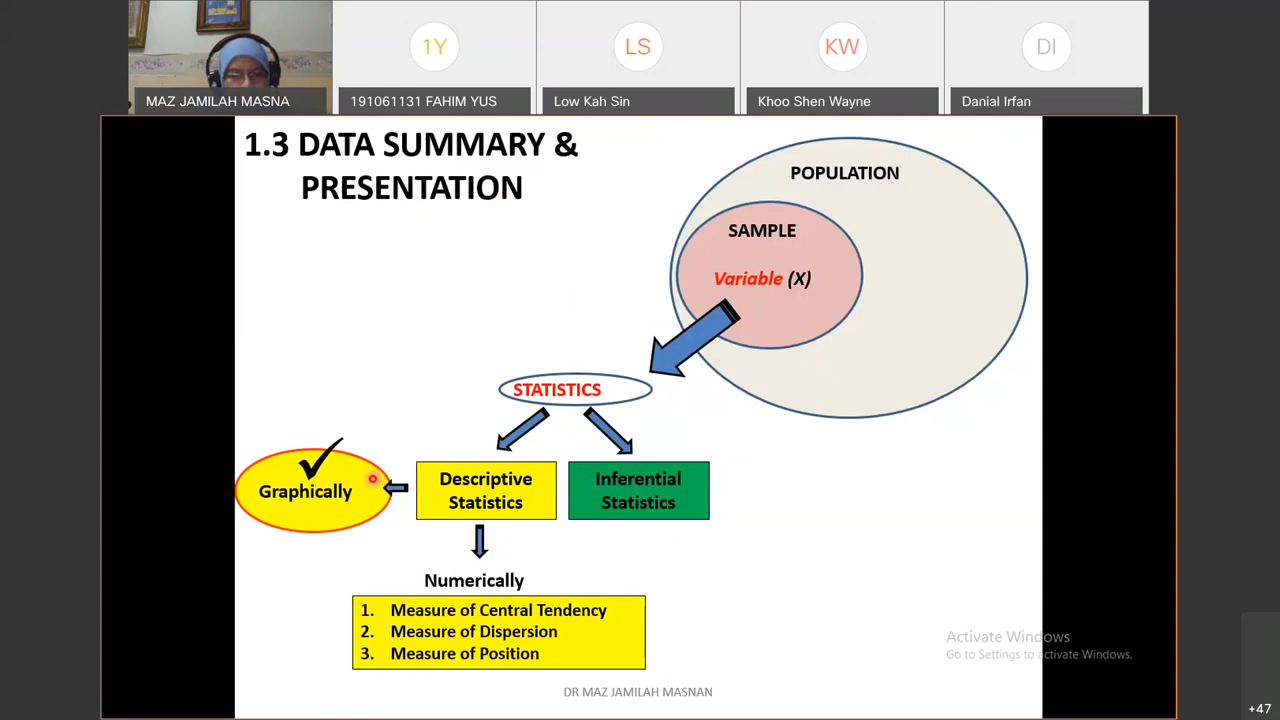 1Y
LS
KW
DI
MAZ JAMILAH MASNA
191061131 FAHIM YUS
Low Kah Sin
Khoo Shen Wayne
Danial Irfan
1.3 DATA SUMMARY &
PRESENTATION
POPULATION
SAMPLE
Variable (X)
STATISTICS
Graphically
Descriptive
Statistics
Inferential
Statistics
Numerically
1. Measure of Central Tendency
2. Measure of Dispersion
3. Measure of Position
Activate Windows
Go to Settings to activate Windows.
DR MAZ JAMILAH MASNAN
+47